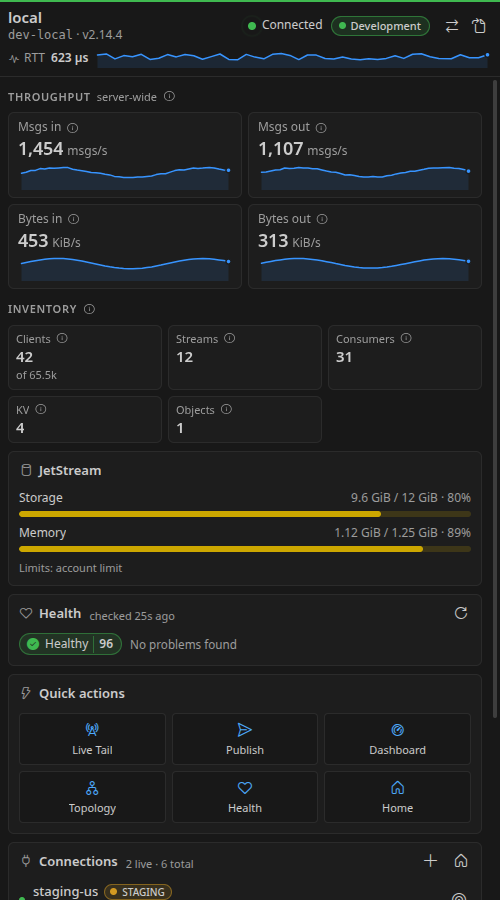 local
dev-local · v2.14.4
Connected
Development
RTT 623 µs
THROUGHPUT server-wide
Msgs in
1,454 msgs/s
Msgs out
1,107 msgs/s
Bytes in
453 KiB/s
Bytes out
313 KiB/s
INVENTORY
Clients
42
of 65.5k
Streams
12
Consumers
31
KV
4
Objects
1
JetStream
Storage 9.6 GiB / 12 GiB · 80%
Memory 1.12 GiB / 1.25 GiB · 89%
Limits: account limit
Health checked 25s ago
Healthy 96 No problems found
Quick actions
Live Tail
Publish
Dashboard
Topology
Health
Home
Connections 2 live · 6 total
staging-us STAGING